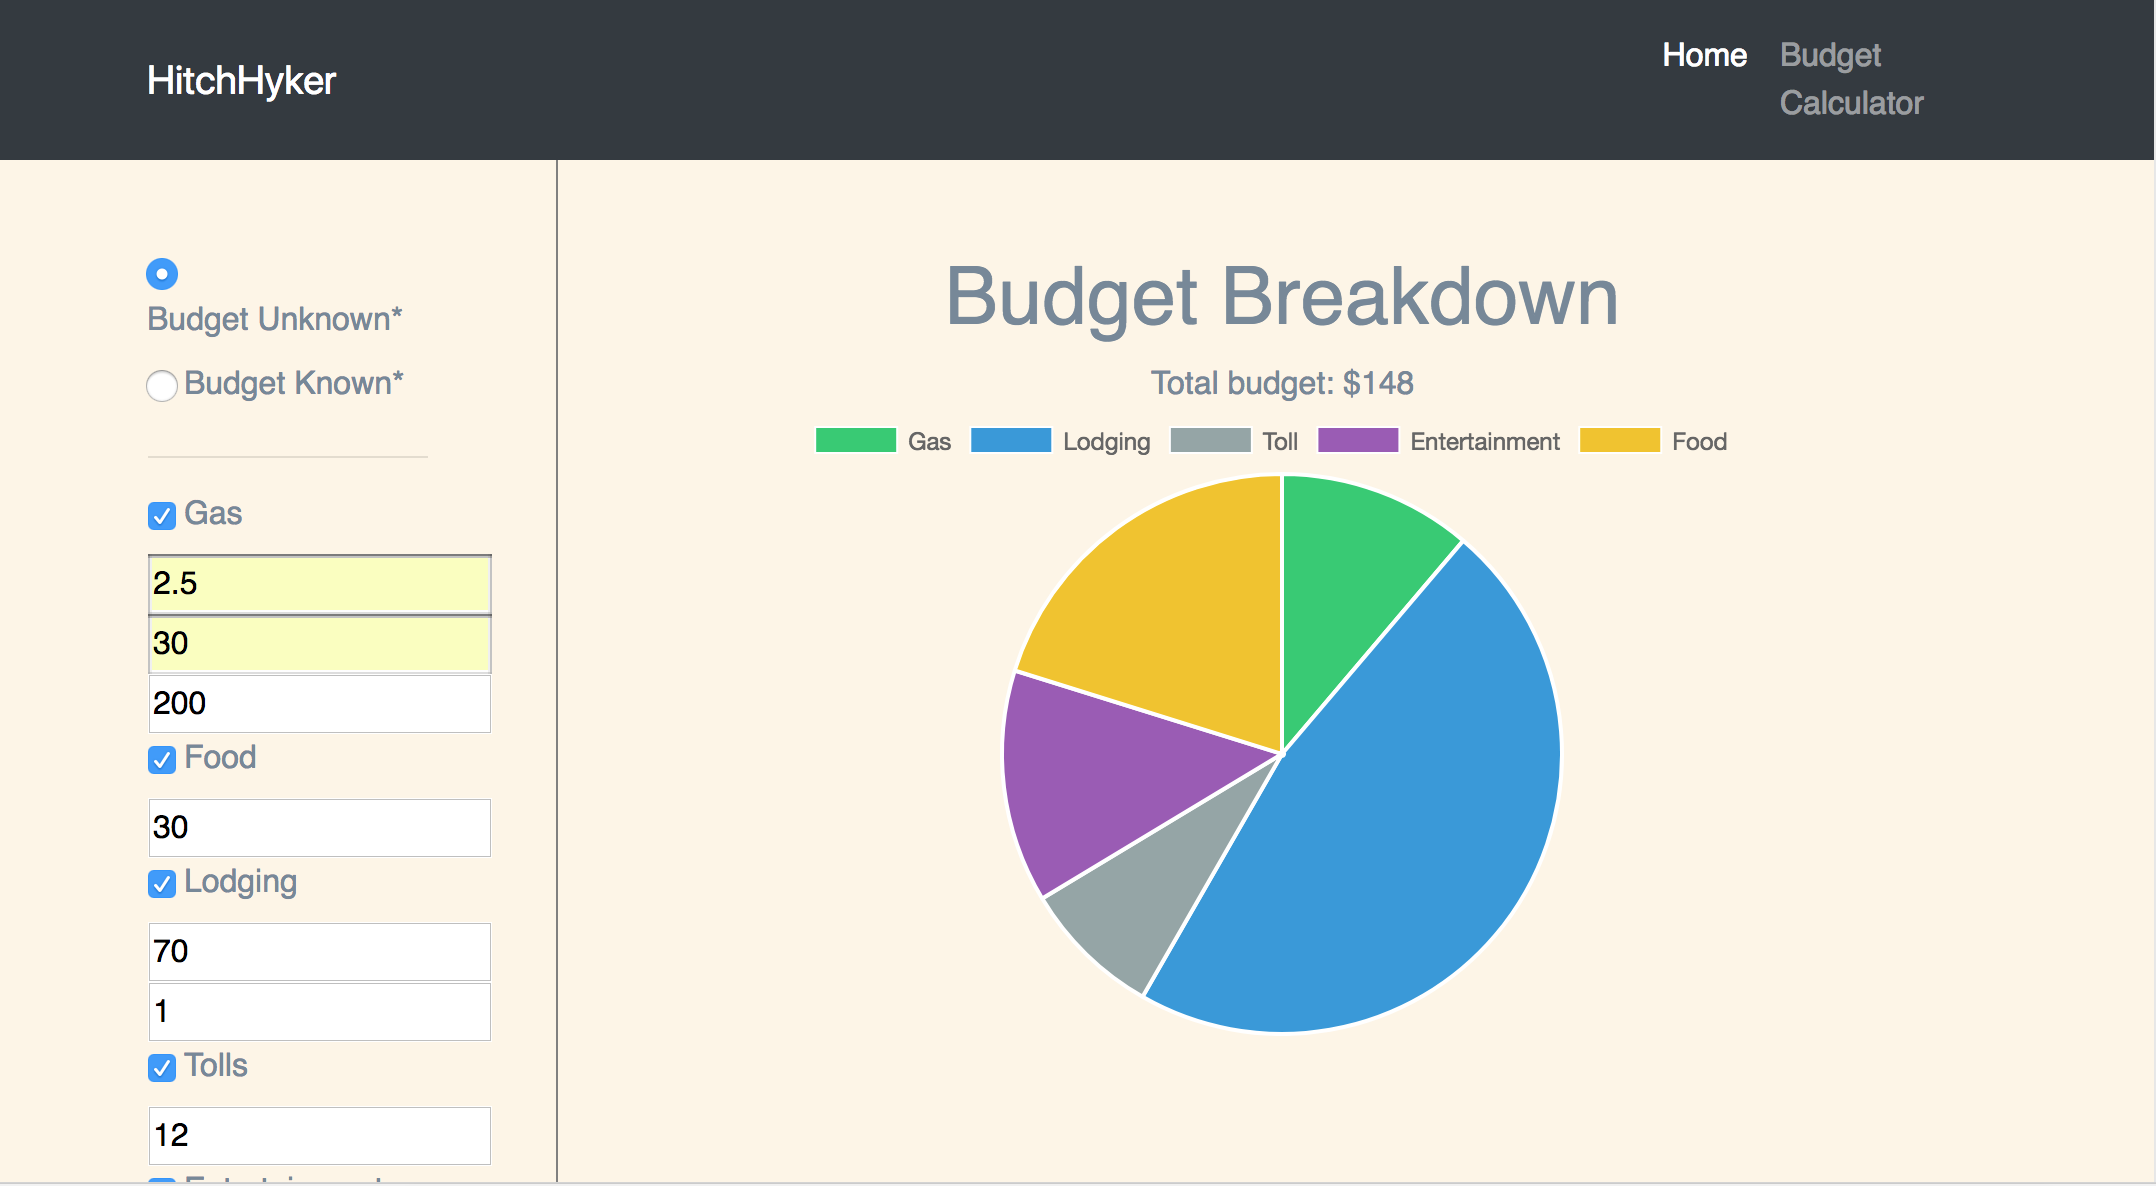 HitchHyker
Home
Budget
Calculator
Budget Unknown*
Budget Known*
Gas
2.5
30
200
Food
30
Lodging
70
1
Tolls
12
Budget Breakdown
Total budget: $148
Gas Lodging Toll Entertainment Food